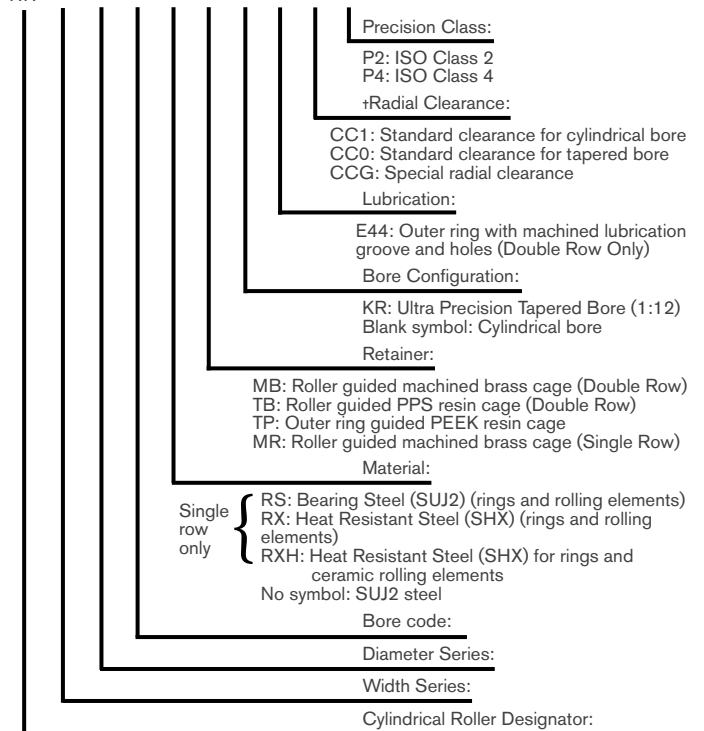 Precision Class:
P2: ISO Class 2
P4: ISO Class 4
†Radial Clearance:
CC1: Standard clearance for cylindrical bore
CC0: Standard clearance for tapered bore
CCG: Special radial clearance
Lubrication:
E44: Outer ring with machined lubrication
groove and holes (Double Row Only)
Bore Configuration:
KR: Ultra Precision Tapered Bore (1:12)
Blank symbol: Cylindrical bore
Retainer:
MB: Roller guided machined brass cage (Double Row)
TB: Roller guided PPS resin cage (Double Row)
TP: Outer ring guided PEEK resin cage
MR: Roller guided machined brass cage (Single Row)
Material:
Single
row
only
RS: Bearing Steel (SUJ2) (rings and rolling elements)
RX: Heat Resistant Steel (SHX) (rings and rolling
elements)
RXH: Heat Resistant Steel (SHX) for rings and
ceramic rolling elements
No symbol: SUJ2 steel
Bore code:
Diameter Series:
Width Series:
Cylindrical Roller Designator: